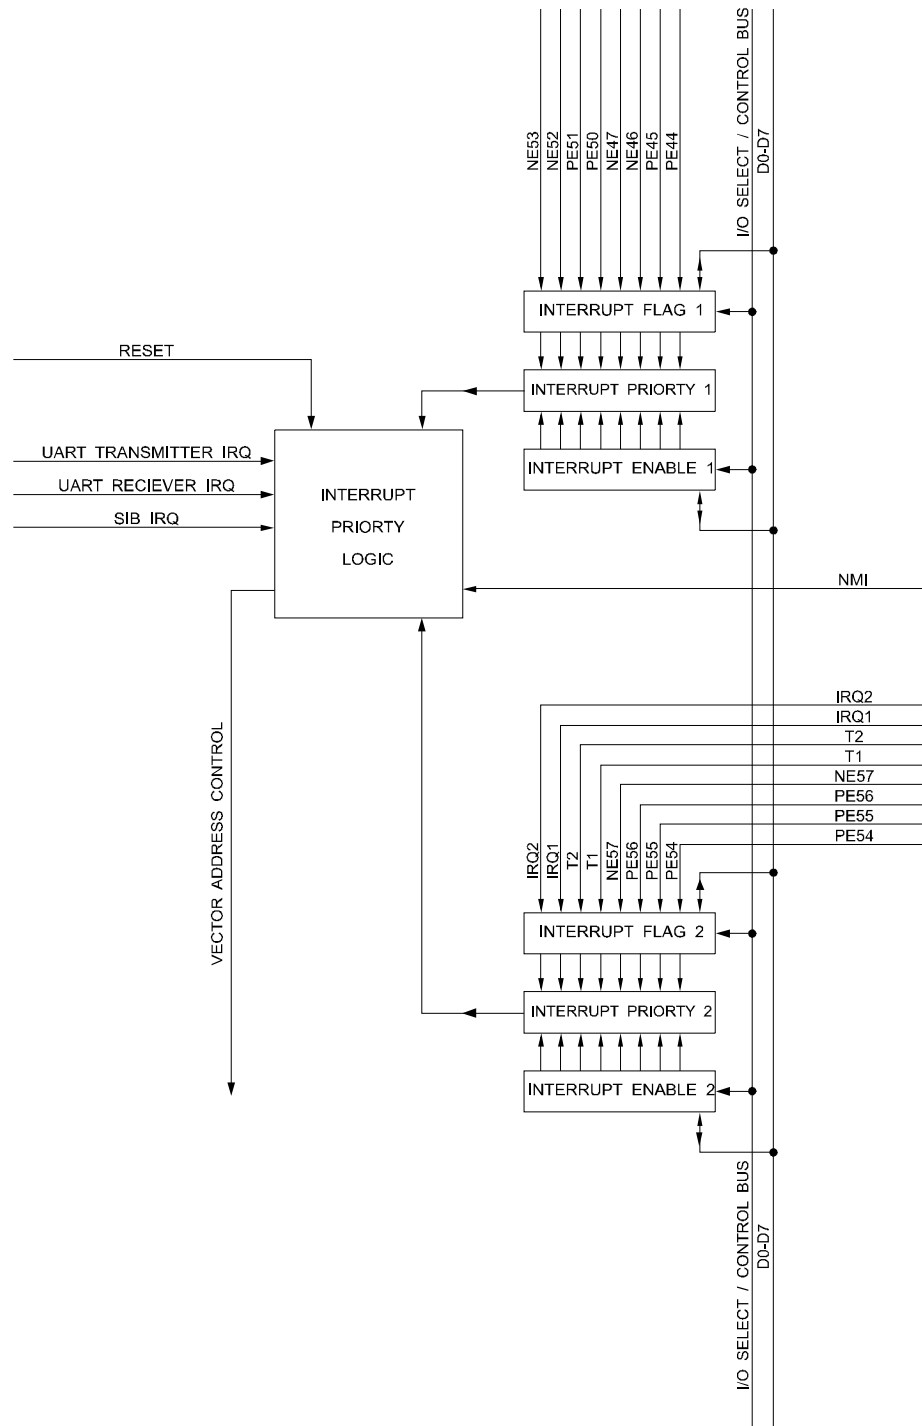 NE53
NE52
PE51
PE50
NE47
NE46
PE45
PE44
I/O SELECT / CONTROL BUS
D0-D7
INTERRUPT FLAG 1
RESET
INTERRUPT PRIORTY 1
UART TRANSMITTER IRQ
INTERRUPT ENABLE 1
UART RECIEVER IRQ
SIB IRQ
INTERRUPT
PRIORTY
LOGIC
NMI
IRQ2
IRQ1
T2
T1
NE57
PE56
PE55
PE54
VECTOR ADDRESS CONTROL
IRQ2
IRQ1
T2
T1
NE57
PE56
PE55
PE54
INTERRUPT FLAG 2
INTERRUPT PRIORTY 2
INTERRUPT ENABLE 2
I/O SELECT / CONTROL BUS
D0-D7